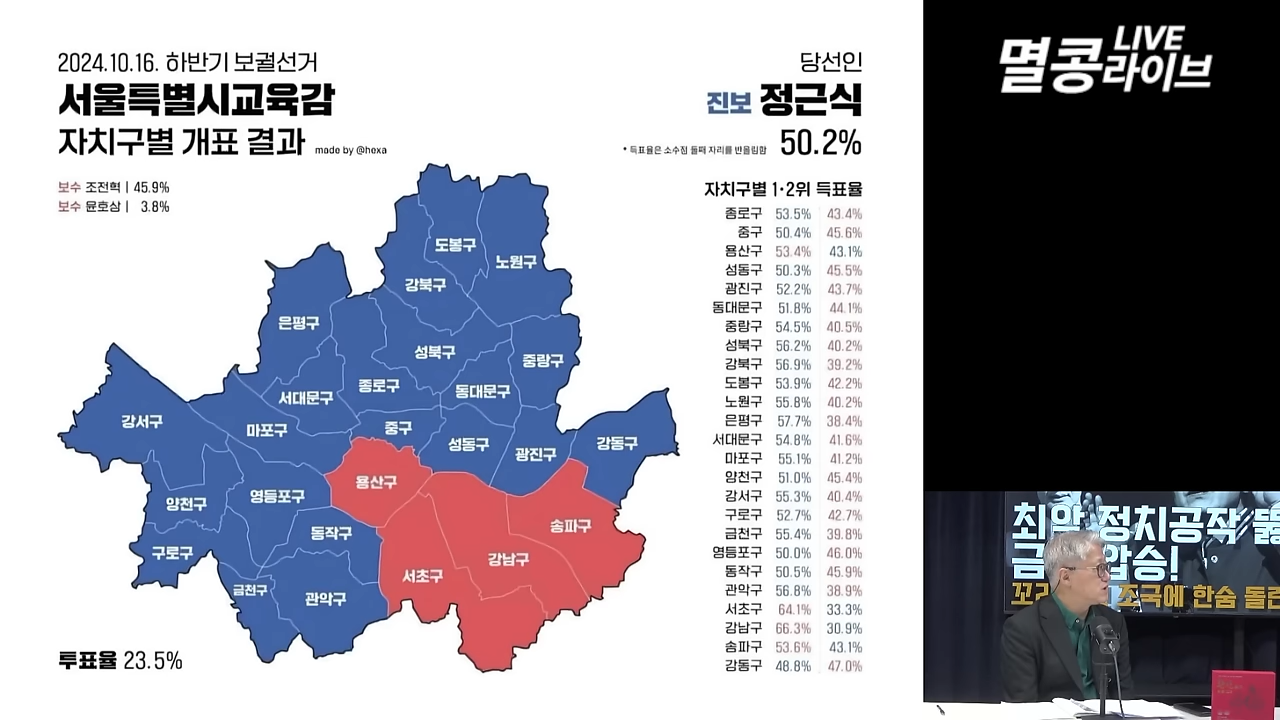 2024.10.16. 하반기 보궐선거
서울특별시교육감
자치구별 개표 결과 made by @hexa
보수 조전혁 | 45.9%
보수 윤호상 | 3.8%
당선인
진보 정근식
* 득표율은 소수점 둘째 자리를 반올림함 50.2%
자치구별 1·2위 득표율
종로구 53.5% 43.4%
중구 50.4% 45.6%
용산구 53.4% 43.1%
성동구 50.3% 45.5%
광진구 52.2% 43.7%
동대문구 51.8% 44.1%
중랑구 54.5% 40.5%
성북구 56.2% 40.2%
강북구 56.9% 39.2%
도봉구 53.9% 42.2%
노원구 55.8% 40.2%
은평구 57.7% 38.4%
서대문구 54.8% 41.6%
마포구 55.1% 41.2%
양천구 51.0% 45.4%
강서구 55.3% 40.4%
구로구 52.7% 42.7%
금천구 55.4% 39.8%
영등포구 50.0% 46.0%
동작구 50.5% 45.9%
관악구 56.8% 38.9%
서초구 64.1% 33.3%
강남구 66.3% 30.9%
송파구 53.6% 43.1%
강동구 48.8% 47.0%
도봉구
노원구
강북구
은평구
성북구
중랑구
종로구
동대문구
서대문구
강서구
마포구
중구
성동구
강동구
광진구
용산구
영등포구
양천구
송파구
동작구
구로구
강남구
서초구
금천구
관악구
투표율 23.5%
멸콩 LIVE
라이브
최악 정치공작 뚫
압승!
조국에 한숨 돌린